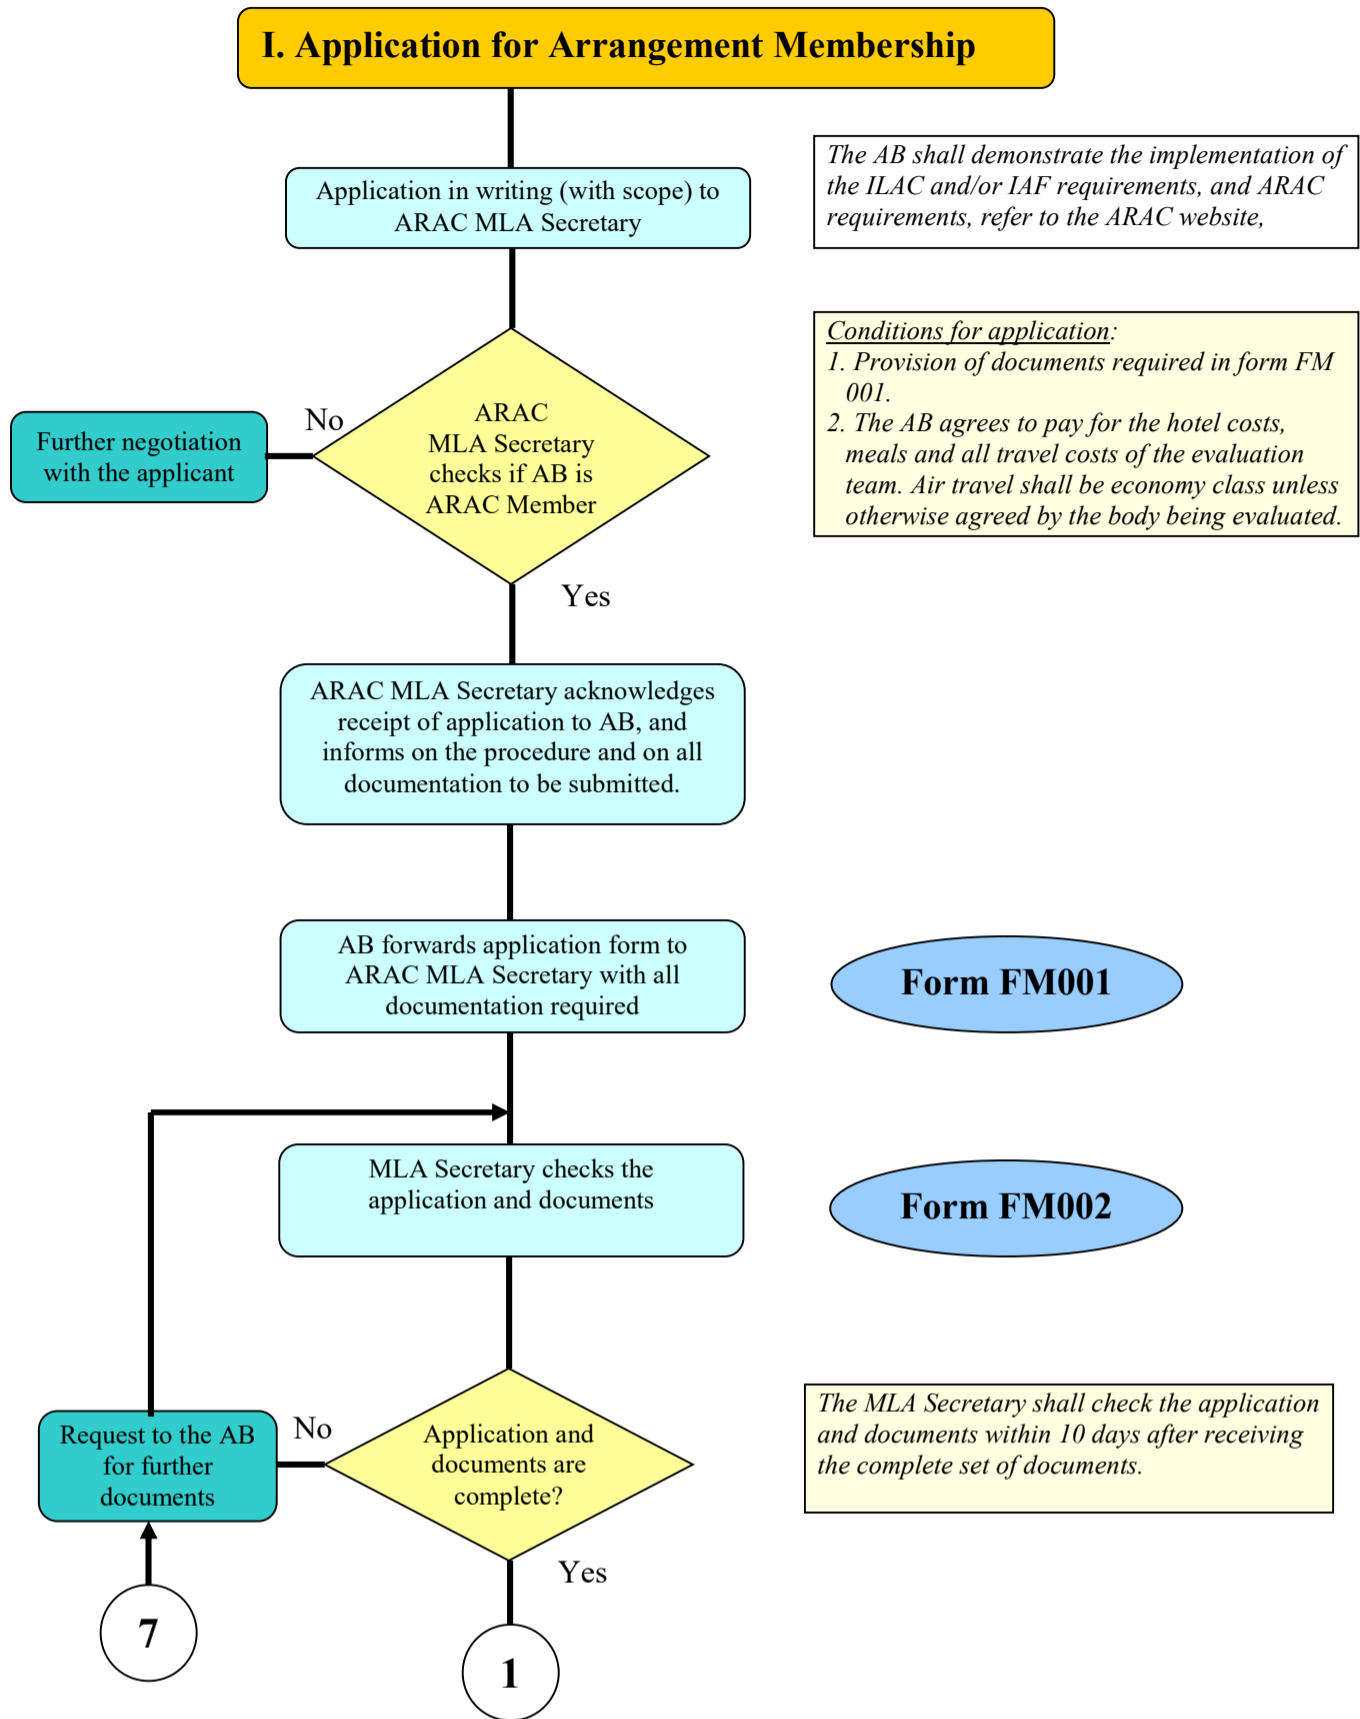 I. Application for Arrangement Membership
Application in writing (with scope) to
ARAC MLA Secretary
The AB shall demonstrate the implementation of
the ILAC and/or IAF requirements, and ARAC
requirements, refer to the ARAC website,
Conditions for application:
1. Provision of documents required in form FM
001.
2. The AB agrees to pay for the hotel costs,
meals and all travel costs of the evaluation
team. Air travel shall be economy class unless
otherwise agreed by the body being evaluated.
ARAC
MLA Secretary
checks if AB is
ARAC Member
No
Further negotiation
with the applicant
Yes
ARAC MLA Secretary acknowledges
receipt of application to AB, and
informs on the procedure and on all
documentation to be submitted.
AB forwards application form to
ARAC MLA Secretary with all
documentation required
Form FM001
MLA Secretary checks the
application and documents
Form FM002
Application and
documents are
complete?
No
Request to the AB
for further
documents
The MLA Secretary shall check the application
and documents within 10 days after receiving
the complete set of documents.
Yes
7
1